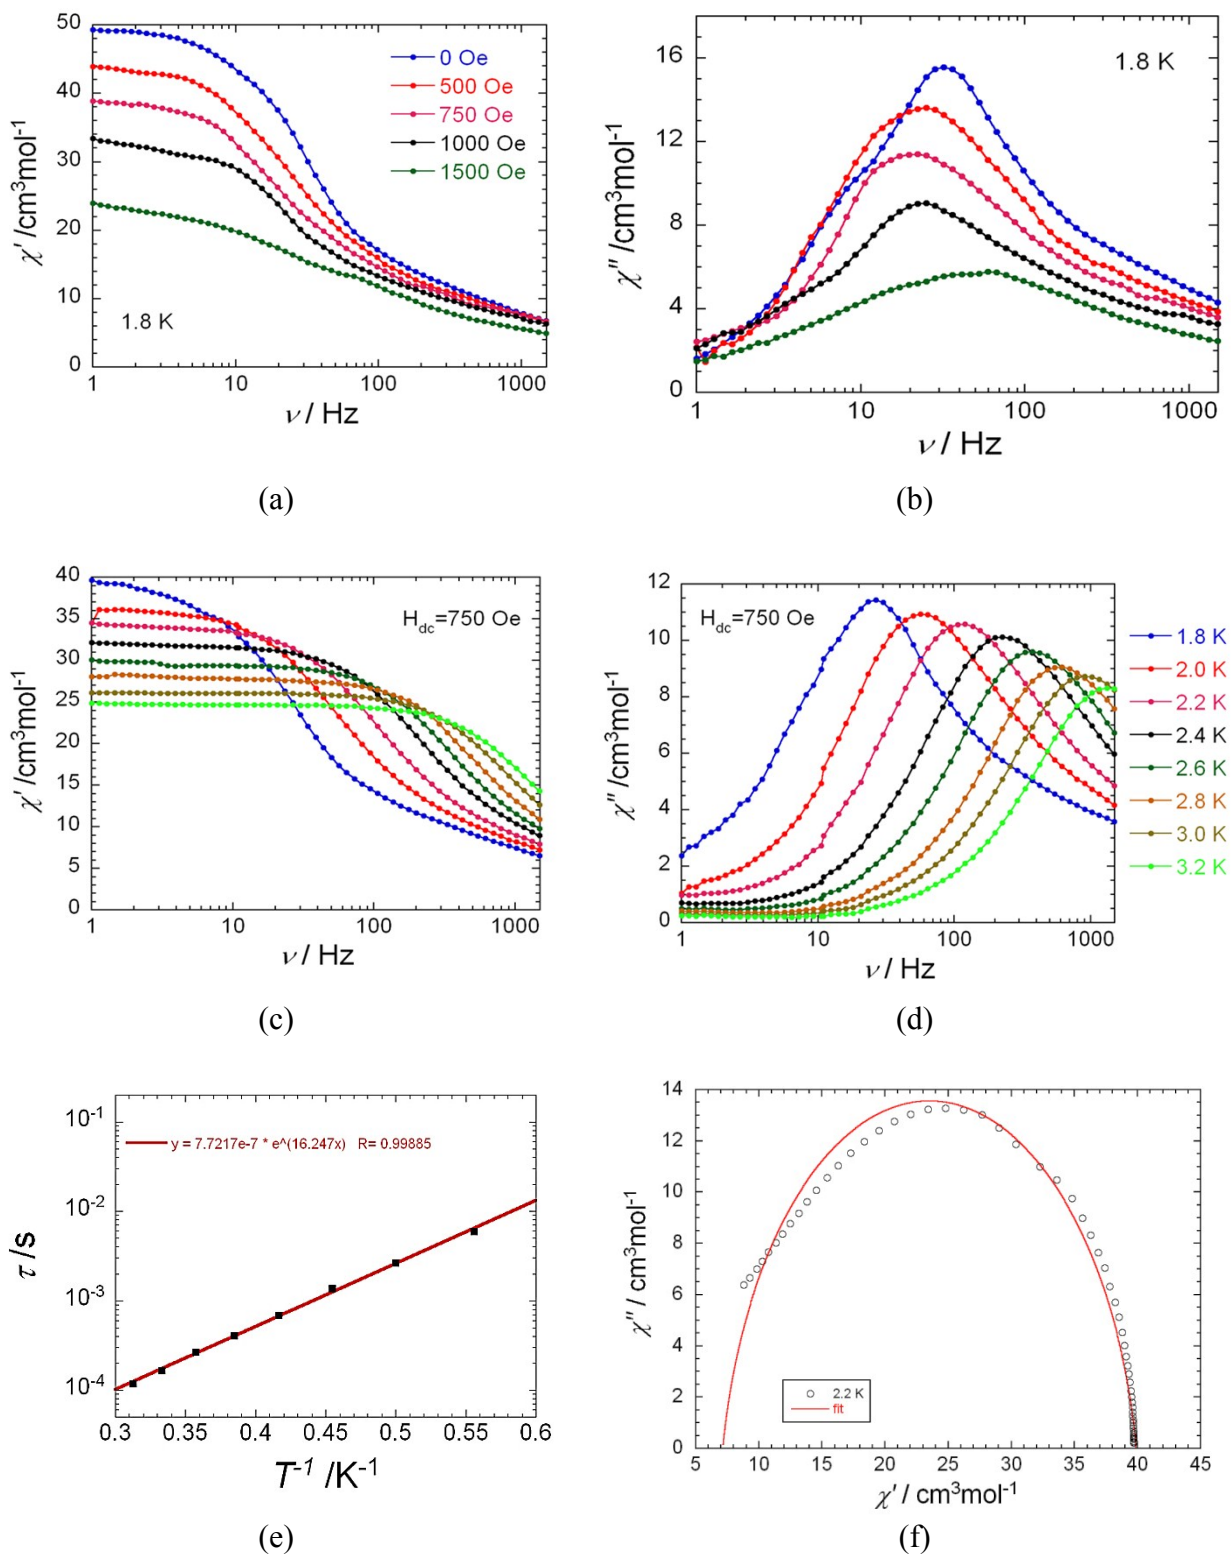 50
40
30
20
10
0
χ' /cm³mol⁻¹
0 Oe
500 Oe
750 Oe
1000 Oe
1500 Oe
1.8 K
1 10 100 1000
ν / Hz
(a)
16
12
8
4
0
χ" /cm³mol⁻¹
1.8 K
1 10 100 1000
ν / Hz
(b)
40
35
30
25
20
15
10
5
0
χ' /cm³mol⁻¹
H_dc=750 Oe
1 10 100 1000
ν / Hz
(c)
12
10
8
6
4
2
0
χ" /cm³mol⁻¹
H_dc=750 Oe
1.8 K
2.0 K
2.2 K
2.4 K
2.6 K
2.8 K
3.0 K
3.2 K
1 10 100 1000
ν / Hz
(d)
10⁻¹
10⁻²
10⁻³
10⁻⁴
τ /s
y = 7.7217e-7 * e^(16.247x) R= 0.99885
0.3 0.35 0.4 0.45 0.5 0.55 0.6
T⁻¹ /K⁻¹
(e)
14
12
10
8
6
4
2
0
χ" / cm³mol⁻¹
2.2 K
fit
5 10 15 20 25 30 35 40 45
χ' / cm³mol⁻¹
(f)